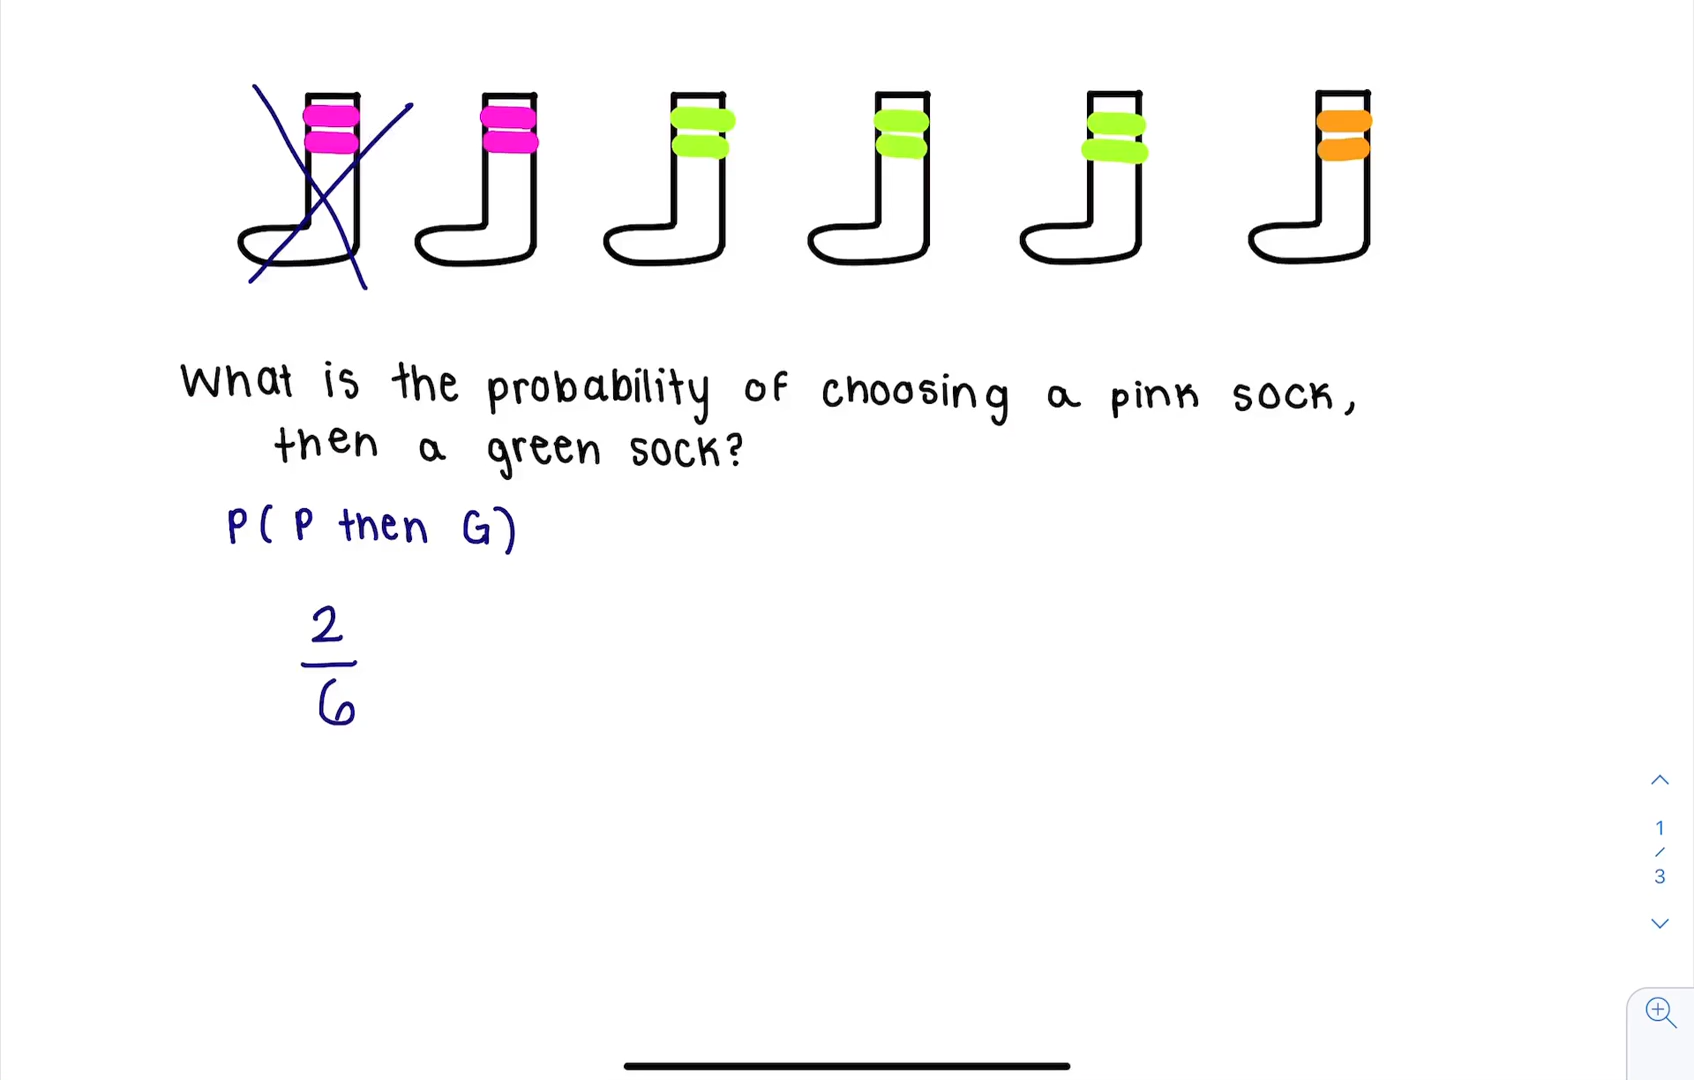 What is the probability of choosing a pink sock,
then a green sock?
P( P then G)
2
6
1
/
3